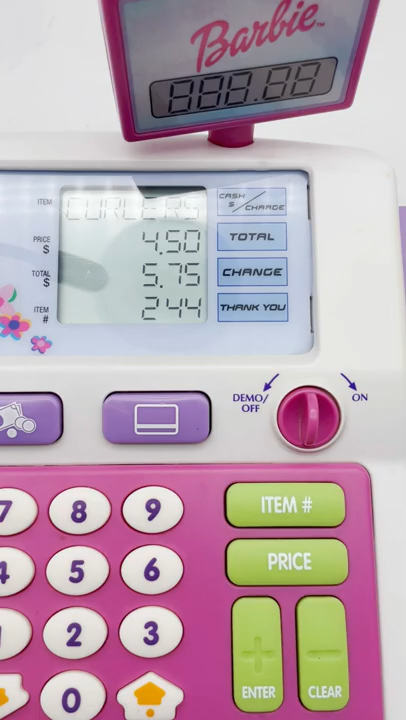 Barbie™
888.88
ITEM CURLERS CASH $/CHARGE
PRICE $ 4.50 TOTAL
TOTAL $ 5.75 CHANGE
ITEM # 244 THANK YOU
DEMO/ ON
OFF
7 8 9 ITEM #
4 5 6 PRICE
1 2 3
+ −
0 ENTER CLEAR